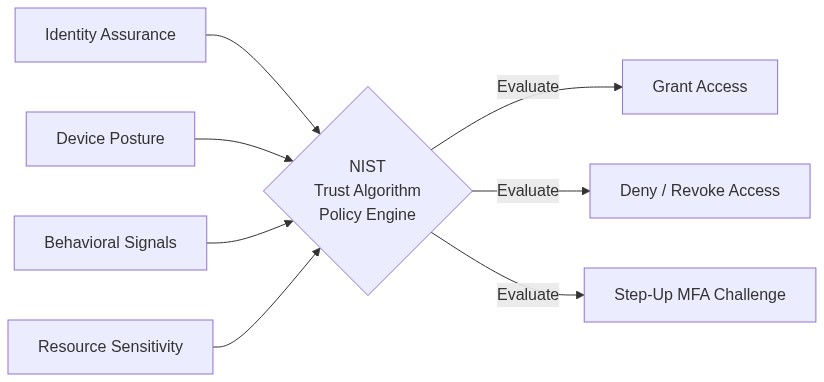 Identity Assurance
Device Posture
Behavioral Signals
Resource Sensitivity
NIST
Trust Algorithm
Policy Engine
Evaluate
Evaluate
Evaluate
Grant Access
Deny / Revoke Access
Step-Up MFA Challenge